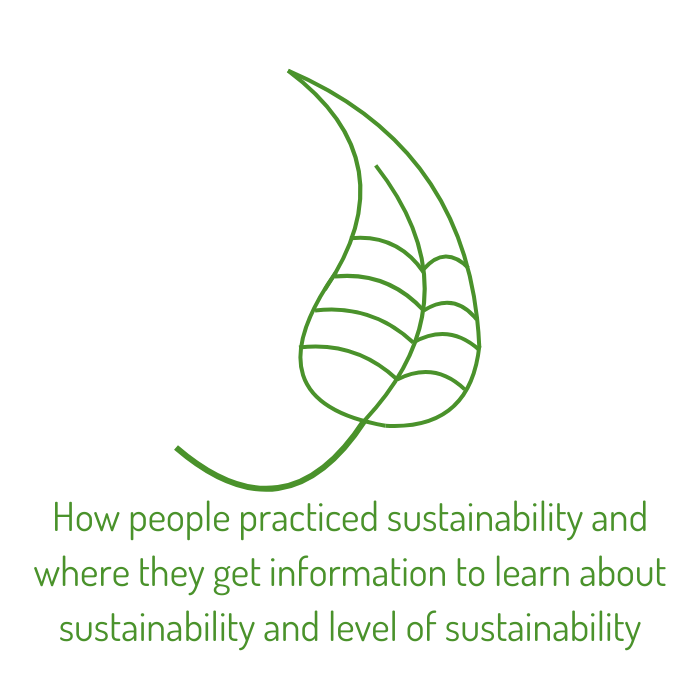 How people practiced sustainability and
where they get information to learn about
sustainability and level of sustainability